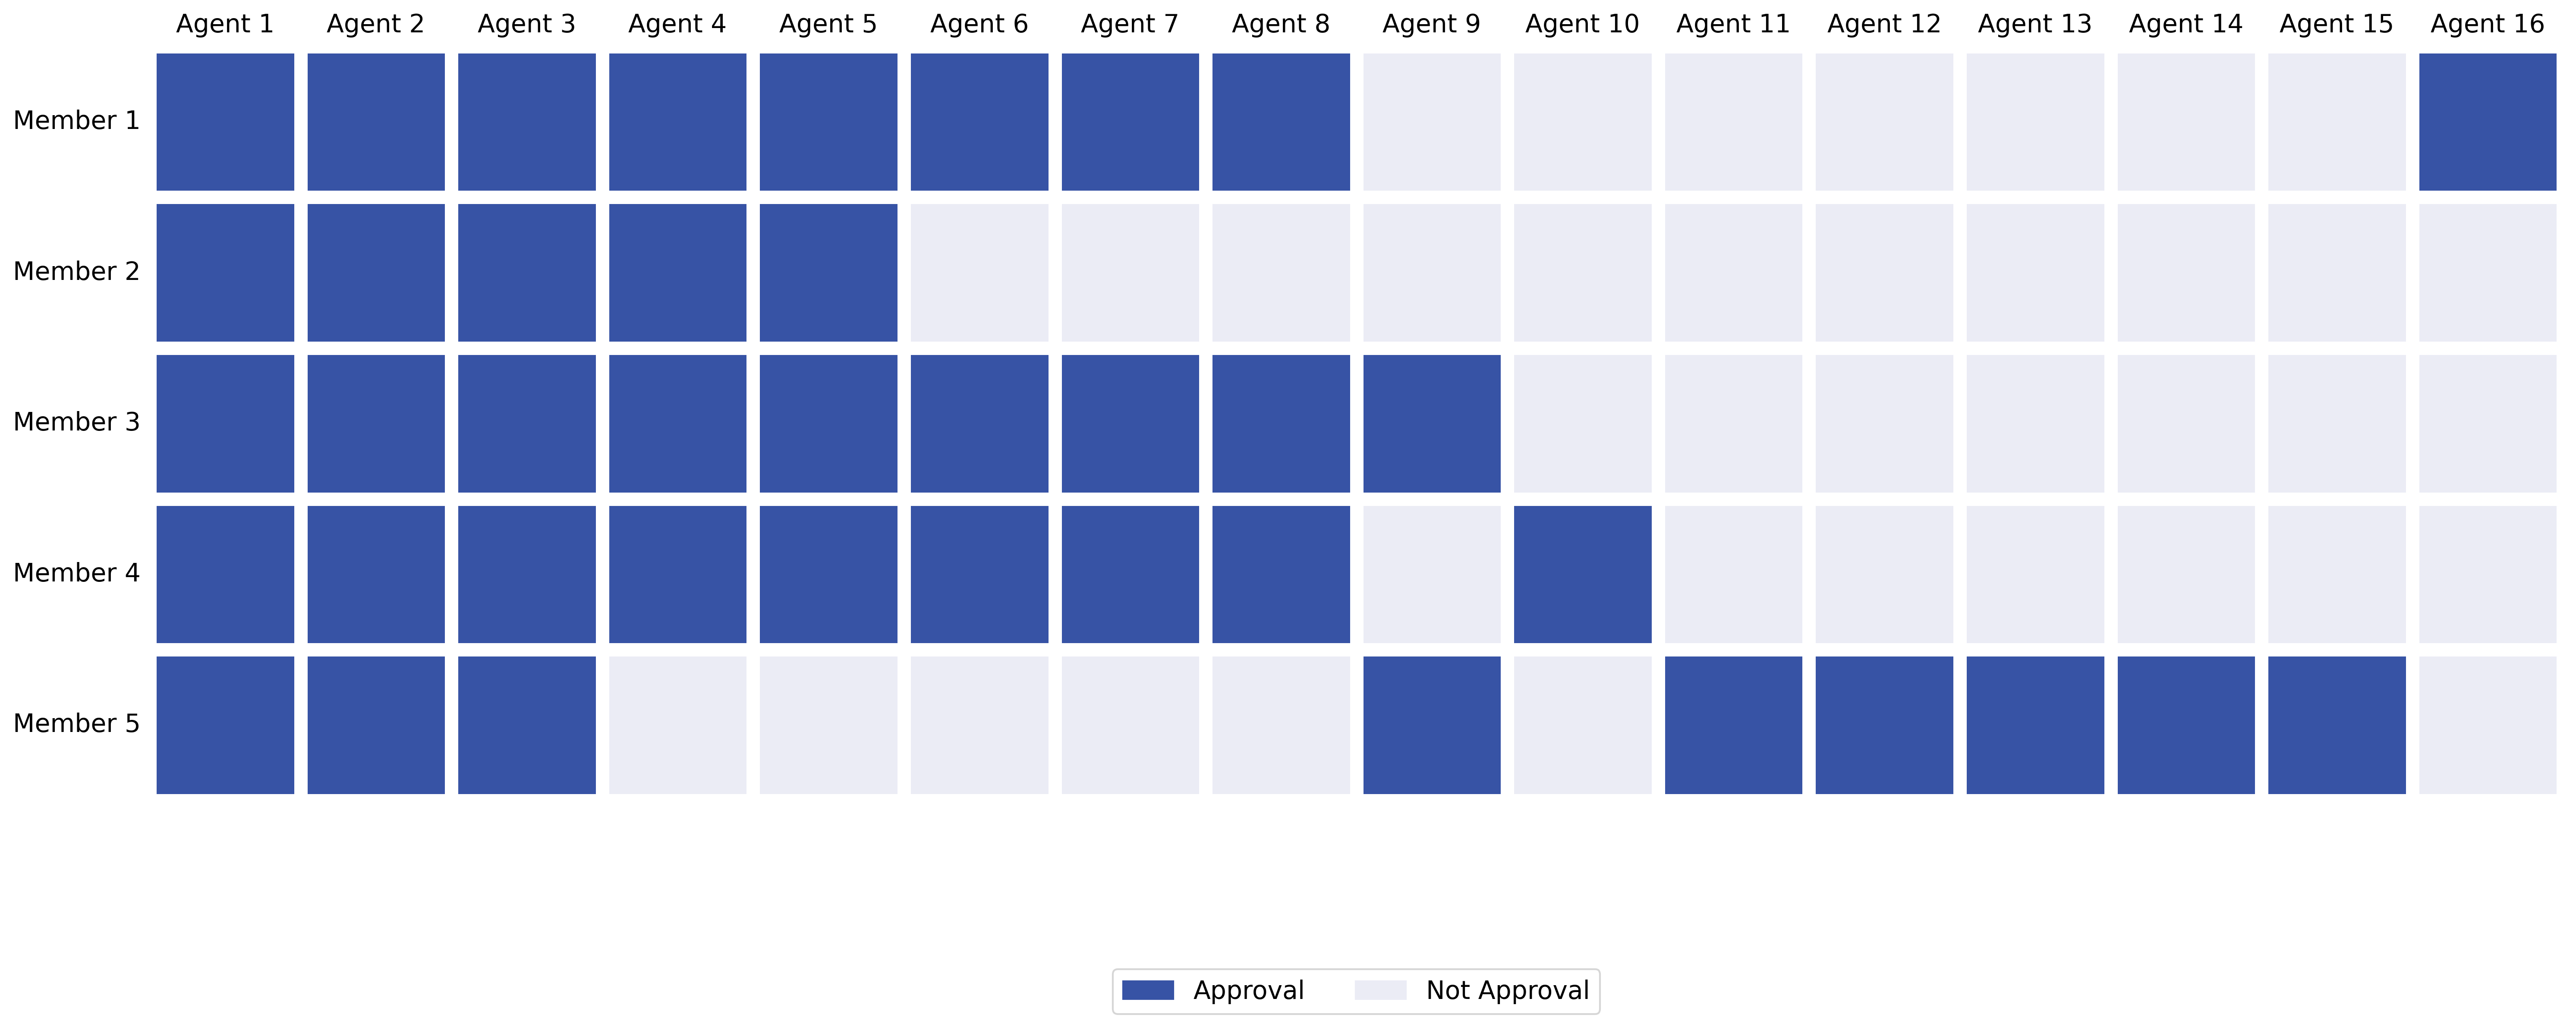 Agent 1 Agent 2 Agent 3 Agent 4 Agent 5 Agent 6 Agent 7 Agent 8 Agent 9 Agent 10 Agent 11 Agent 12 Agent 13 Agent 14 Agent 15 Agent 16
Member 1
Member 2
Member 3
Member 4
Member 5
Approval Not Approval